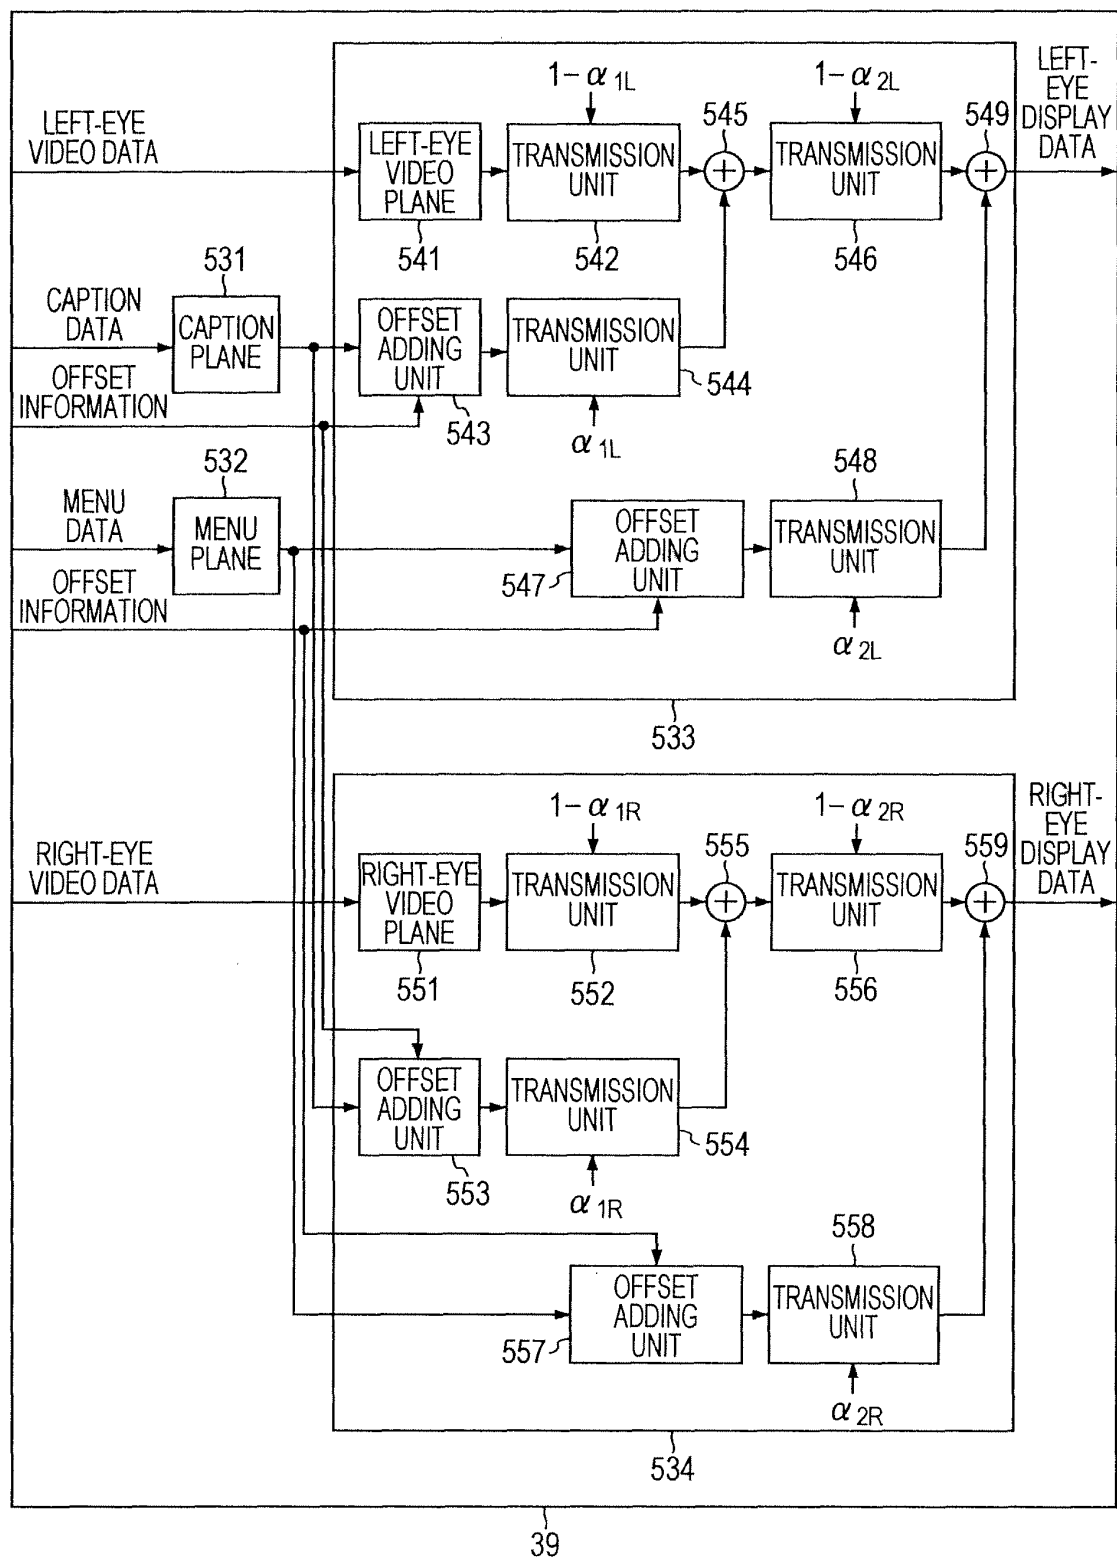 LEFT-EYE
VIDEO DATA
1-α1L
1-α2L
545
549
LEFT-
EYE
DISPLAY
DATA
LEFT-EYE
VIDEO
PLANE
TRANSMISSION
UNIT
TRANSMISSION
UNIT
541
542
546
531
CAPTION
DATA
CAPTION
PLANE
OFFSET
ADDING
UNIT
TRANSMISSION
UNIT
OFFSET
INFORMATION
543
544
α1L
532
548
MENU
DATA
MENU
PLANE
OFFSET
ADDING
UNIT
TRANSMISSION
UNIT
547
OFFSET
INFORMATION
α2L
533
RIGHT-EYE
VIDEO DATA
1-α1R
1-α2R
555
559
RIGHT-
EYE
DISPLAY
DATA
RIGHT-EYE
VIDEO
PLANE
TRANSMISSION
UNIT
TRANSMISSION
UNIT
551
552
556
OFFSET
ADDING
UNIT
TRANSMISSION
UNIT
553
554
α1R
558
OFFSET
ADDING
UNIT
TRANSMISSION
UNIT
557
α2R
534
39